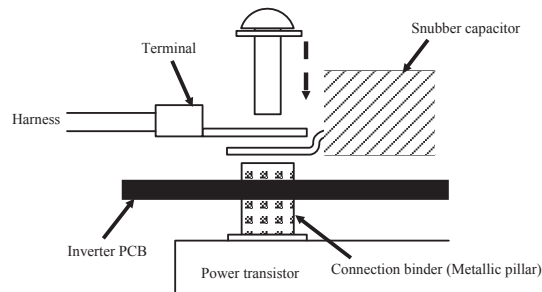 Snubber capacitor
Terminal
Harness
Inverter PCB
Power transistor
Connection binder (Metallic pillar)